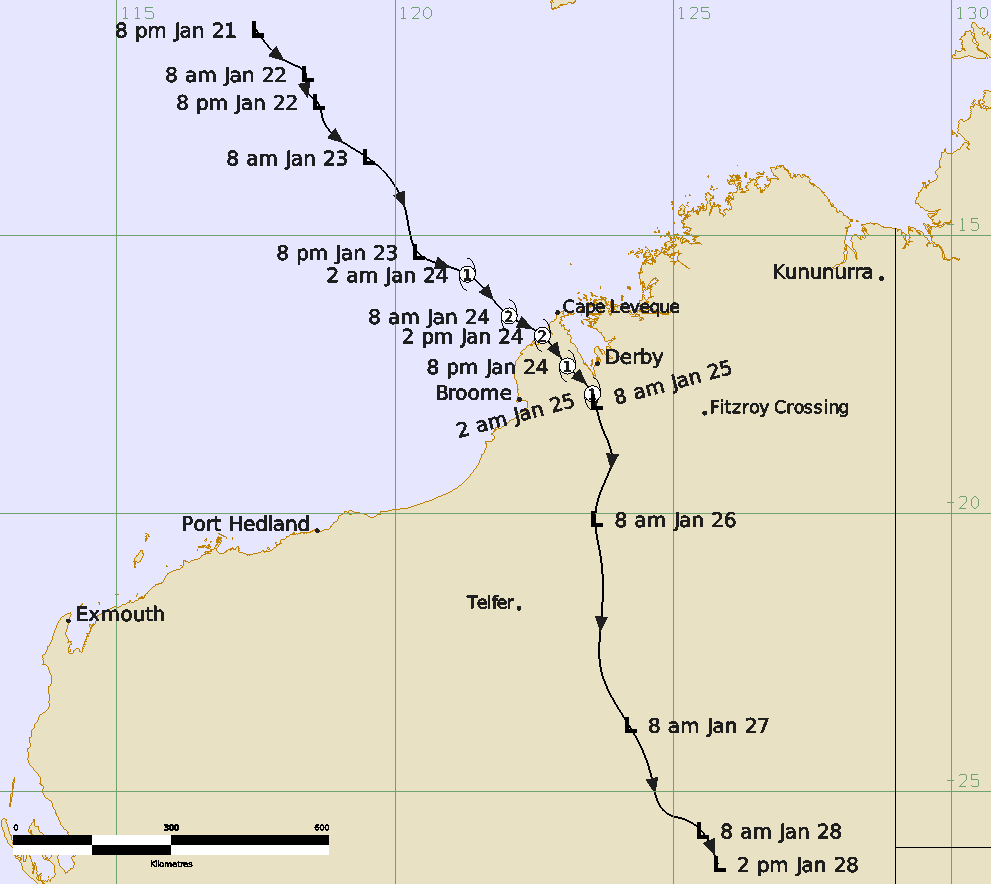 115
120
125
130
8 pm Jan 21
L
8 am Jan 22
L
8 pm Jan 22
L
8 am Jan 23
L
-15
8 pm Jan 23
L
2 am Jan 24
1
Kununurra
8 am Jan 24
2
Cape Leveque
2 pm Jan 24
2
8 pm Jan 24
1
Derby
Broome
2 am Jan 25
1
L
8 am Jan 25
Fitzroy Crossing
-20
Port Hedland
L
8 am Jan 26
Telfer
Exmouth
L
8 am Jan 27
-25
0
300
600
Kilometres
L
8 am Jan 28
L
2 pm Jan 28